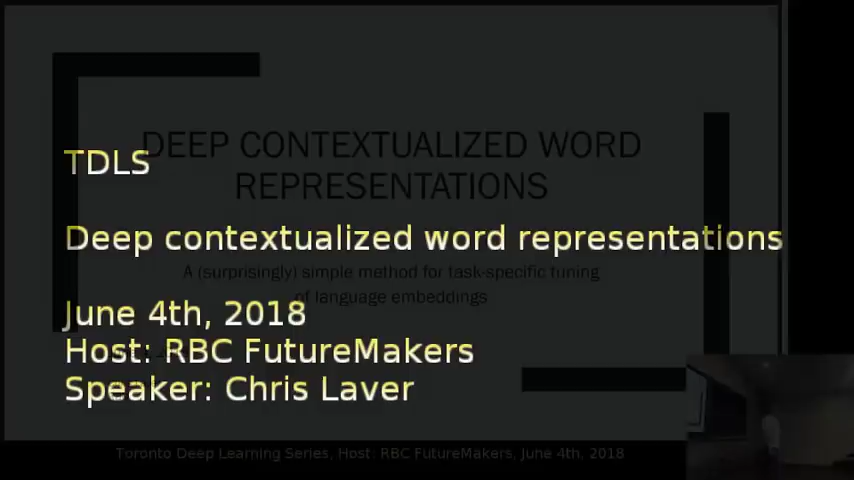 DEEP CONTEXTUALIZED WORD
REPRESENTATIONS
TDLS
Deep contextualized word representations
A (surprisingly) simple method for task-specific tuning
of language embeddings
June 4th, 2018
Host: RBC FutureMakers
Speaker: Chris Laver
Toronto Deep Learning Series, Host: RBC FutureMakers, June 4th, 2018